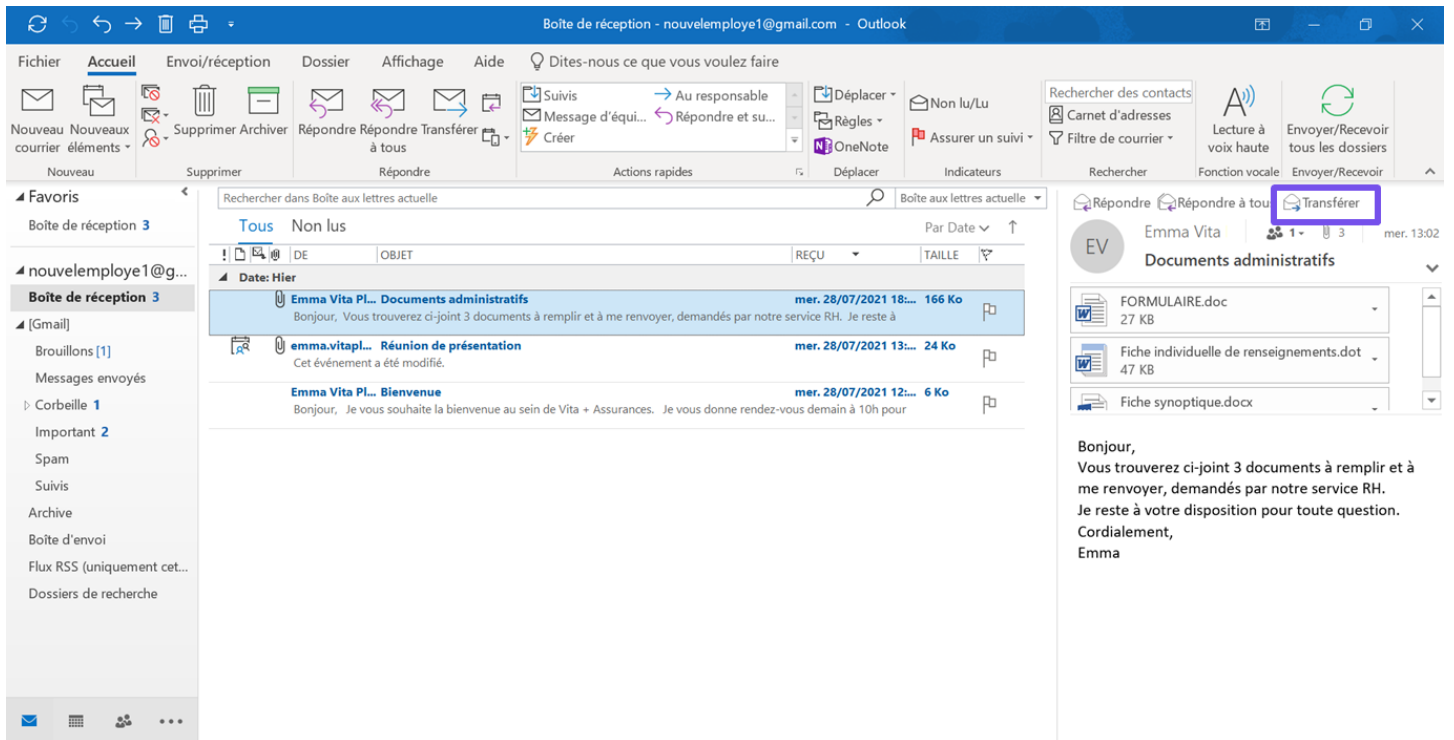 Boîte de réception - nouvelemploye1@gmail.com - Outlook
Fichier Accueil Envoi/réception Dossier Affichage Aide Dites-nous ce que vous voulez faire
Nouveau courrier
Nouveaux éléments
Supprimer Archiver
Répondre Répondre à tous Transférer
Suivis Au responsable
Message d'équi... Répondre et su...
Créer
Déplacer
Règles
OneNote
Non lu/Lu
Assurer un suivi
Rechercher des contacts
Carnet d'adresses
Filtre de courrier
Lecture à voix haute
Envoyer/Recevoir tous les dossiers
Nouveau Supprimer Répondre Actions rapides Déplacer Indicateurs Rechercher Fonction vocale Envoyer/Recevoir
Favoris
Boîte de réception 3
nouvelemploye1@g...
Boîte de réception 3
[Gmail]
Brouillons [1]
Messages envoyés
Corbeille 1
Important 2
Spam
Suivis
Archive
Boîte d'envoi
Flux RSS (uniquement cet...
Dossiers de recherche
Rechercher dans Boîte aux lettres actuelle Boîte aux lettres actuelle
Tous Non lus Par Date
! DE OBJET REÇU TAILLE
Date: Hier
Emma Vita Pl... Documents administratifs mer. 28/07/2021 18:... 166 Ko
Bonjour, Vous trouverez ci-joint 3 documents à remplir et à me renvoyer, demandés par notre service RH. Je reste à
emma.vitapl... Réunion de présentation mer. 28/07/2021 13:... 24 Ko
Cet événement a été modifié.
Emma Vita Pl... Bienvenue mer. 28/07/2021 12:... 6 Ko
Bonjour, Je vous souhaite la bienvenue au sein de Vita + Assurances. Je vous donne rendez-vous demain à 10h pour
Répondre Répondre à tou Transférer
EV
Emma Vita 1 3 mer. 13:02
Documents administratifs
FORMULAIRE.doc
27 KB
Fiche individuelle de renseignements.dot
47 KB
Fiche synoptique.docx
Bonjour,
Vous trouverez ci-joint 3 documents à remplir et à
me renvoyer, demandés par notre service RH.
Je reste à votre disposition pour toute question.
Cordialement,
Emma